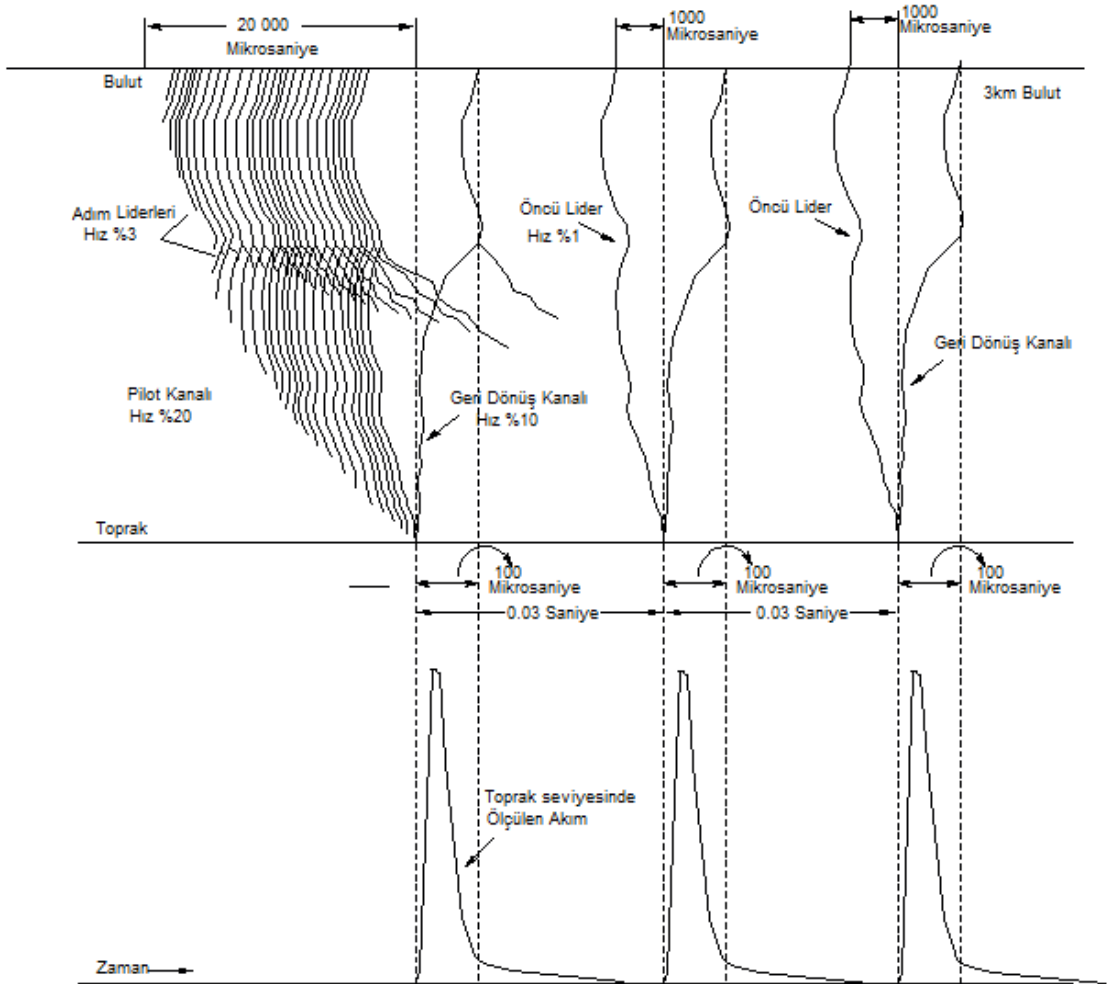 20 000
Mikrosaniye
1000
Mikrosaniye
1000
Mikrosaniye
Bulut
3km Bulut
Adım Liderleri
Hız %3
Öncü Lider
Hız %1
Öncü Lider
Pilot Kanalı
Hız %20
Geri Dönüş Kanalı
Hız %10
Geri Dönüş Kanalı
Toprak
100
Mikrosaniye
100
Mikrosaniye
100
Mikrosaniye
0.03 Saniye
0.03 Saniye
Toprak seviyesinde
Ölçülen Akım
Zaman